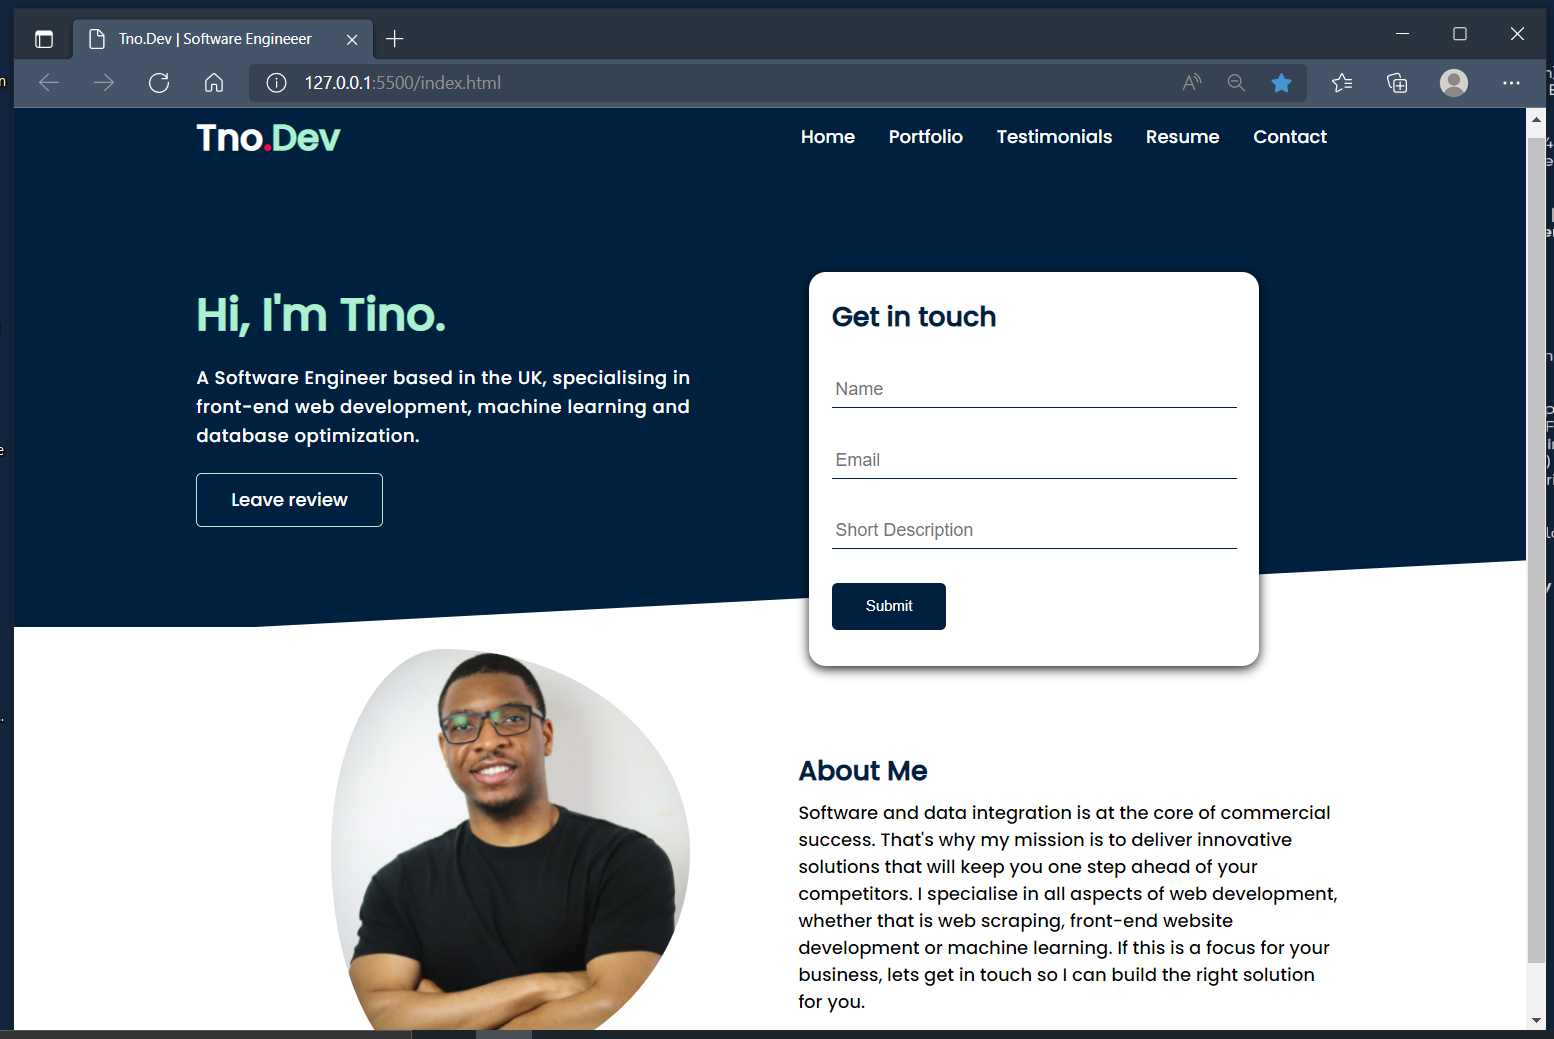 Tno.Dev | Software Engineeer
127.0.0.1:5500/index.html
Tno.Dev
Home Portfolio Testimonials Resume Contact
Hi, I'm Tino.
A Software Engineer based in the UK, specialising in
front-end web development, machine learning and
database optimization.
Leave review
Get in touch
Name
Email
Short Description
Submit
About Me
Software and data integration is at the core of commercial
success. That's why my mission is to deliver innovative
solutions that will keep you one step ahead of your
competitors. I specialise in all aspects of web development,
whether that is web scraping, front-end website
development or machine learning. If this is a focus for your
business, lets get in touch so I can build the right solution
for you.